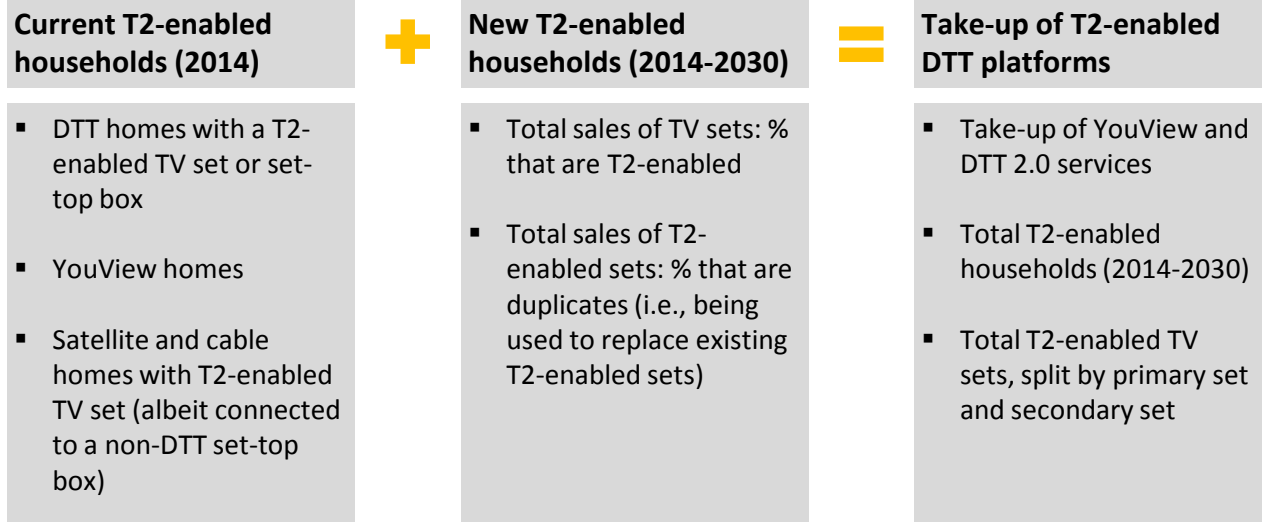 Current T2-enabled
households (2014)
New T2-enabled
households (2014-2030)
Take-up of T2-enabled
DTT platforms
▪ DTT homes with a T2-
enabled TV set or set-
top box
▪ YouView homes
▪ Satellite and cable
homes with T2-enabled
TV set (albeit connected
to a non-DTT set-top
box)
▪ Total sales of TV sets: %
that are T2-enabled
▪ Total sales of T2-
enabled sets: % that are
duplicates (i.e., being
used to replace existing
T2-enabled sets)
▪ Take-up of YouView and
DTT 2.0 services
▪ Total T2-enabled
households (2014-2030)
▪ Total T2-enabled TV
sets, split by primary set
and secondary set